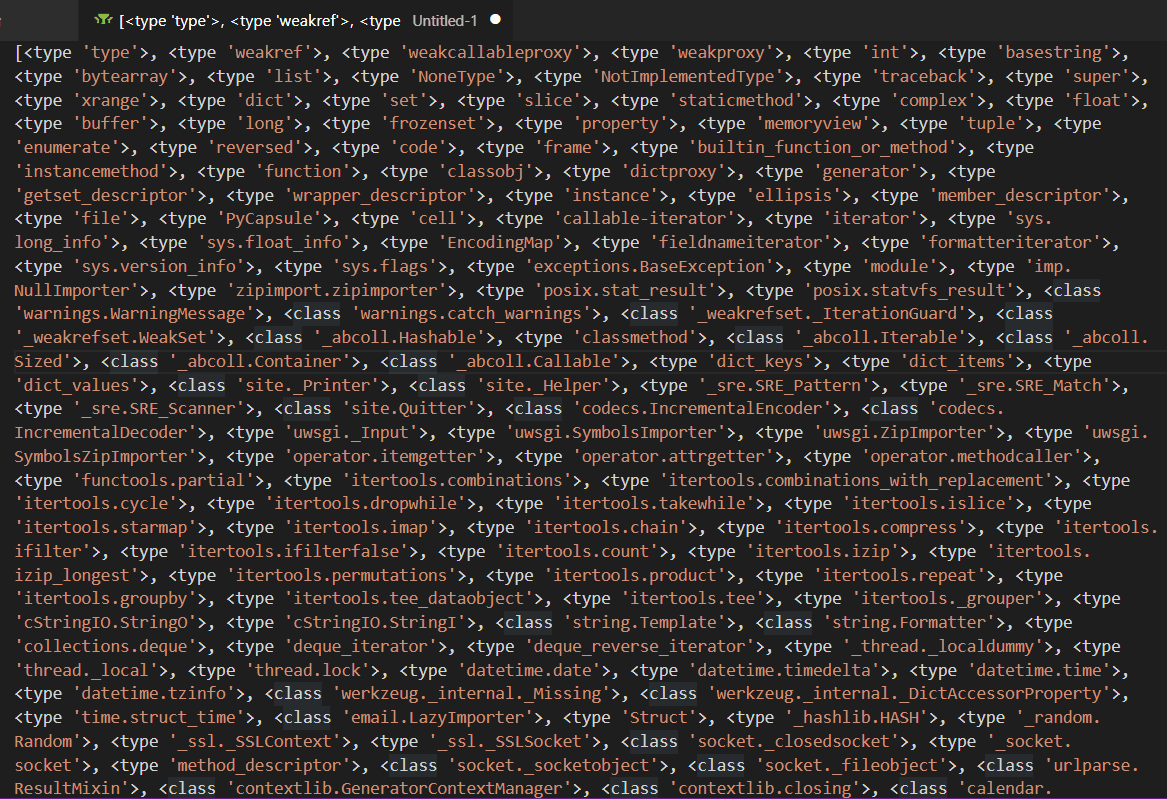 [<type 'type'>, <type 'weakref'>, <type Untitled-1
[<type 'type'>, <type 'weakref'>, <type 'weakcallableproxy'>, <type 'weakproxy'>, <type 'int'>, <type 'basestring'>,
<type 'bytearray'>, <type 'list'>, <type 'NoneType'>, <type 'NotImplementedType'>, <type 'traceback'>, <type 'super'>,
<type 'xrange'>, <type 'dict'>, <type 'set'>, <type 'slice'>, <type 'staticmethod'>, <type 'complex'>, <type 'float'>,
<type 'buffer'>, <type 'long'>, <type 'frozenset'>, <type 'property'>, <type 'memoryview'>, <type 'tuple'>, <type
'enumerate'>, <type 'reversed'>, <type 'code'>, <type 'frame'>, <type 'builtin_function_or_method'>, <type
'instancemethod'>, <type 'function'>, <type 'classobj'>, <type 'dictproxy'>, <type 'generator'>, <type
'getset_descriptor'>, <type 'wrapper_descriptor'>, <type 'instance'>, <type 'ellipsis'>, <type 'member_descriptor'>,
<type 'file'>, <type 'PyCapsule'>, <type 'cell'>, <type 'callable-iterator'>, <type 'iterator'>, <type 'sys.
long_info'>, <type 'sys.float_info'>, <type 'EncodingMap'>, <type 'fieldnameiterator'>, <type 'formatteriterator'>,
<type 'sys.version_info'>, <type 'sys.flags'>, <type 'exceptions.BaseException'>, <type 'module'>, <type 'imp.
NullImporter'>, <type 'zipimport.zipimporter'>, <type 'posix.stat_result'>, <type 'posix.statvfs_result'>, <class
'warnings.WarningMessage'>, <class 'warnings.catch_warnings'>, <class '_weakrefset._IterationGuard'>, <class
'_weakrefset.WeakSet'>, <class '_abcoll.Hashable'>, <type 'classmethod'>, <class '_abcoll.Iterable'>, <class '_abcoll.
Sized'>, <class '_abcoll.Container'>, <class '_abcoll.Callable'>, <type 'dict_keys'>, <type 'dict_items'>, <type
'dict_values'>, <class 'site._Printer'>, <class 'site._Helper'>, <type '_sre.SRE_Pattern'>, <type '_sre.SRE_Match'>,
<type '_sre.SRE_Scanner'>, <class 'site.Quitter'>, <class 'codecs.IncrementalEncoder'>, <class 'codecs.
IncrementalDecoder'>, <type 'uwsgi._Input'>, <type 'uwsgi.SymbolsImporter'>, <type 'uwsgi.ZipImporter'>, <type 'uwsgi.
SymbolsZipImporter'>, <type 'operator.itemgetter'>, <type 'operator.attrgetter'>, <type 'operator.methodcaller'>,
<type 'functools.partial'>, <type 'itertools.combinations'>, <type 'itertools.combinations_with_replacement'>, <type
'itertools.cycle'>, <type 'itertools.dropwhile'>, <type 'itertools.takewhile'>, <type 'itertools.islice'>, <type
'itertools.starmap'>, <type 'itertools.imap'>, <type 'itertools.chain'>, <type 'itertools.compress'>, <type 'itertools.
ifilter'>, <type 'itertools.ifilterfalse'>, <type 'itertools.count'>, <type 'itertools.izip'>, <type 'itertools.
izip_longest'>, <type 'itertools.permutations'>, <type 'itertools.product'>, <type 'itertools.repeat'>, <type
'itertools.groupby'>, <type 'itertools.tee_dataobject'>, <type 'itertools.tee'>, <type 'itertools._grouper'>, <type
'cStringIO.StringO'>, <type 'cStringIO.StringI'>, <class 'string.Template'>, <class 'string.Formatter'>, <type
'collections.deque'>, <type 'deque_iterator'>, <type 'deque_reverse_iterator'>, <type '_thread._localdummy'>, <type
'thread._local'>, <type 'thread.lock'>, <type 'datetime.date'>, <type 'datetime.timedelta'>, <type 'datetime.time'>,
<type 'datetime.tzinfo'>, <class 'werkzeug._internal._Missing'>, <class 'werkzeug._internal._DictAccessorProperty'>,
<type 'time.struct_time'>, <class 'email.LazyImporter'>, <type 'Struct'>, <type '_hashlib.HASH'>, <type '_random.
Random'>, <type '_ssl._SSLContext'>, <type '_ssl._SSLSocket'>, <class 'socket._closedsocket'>, <type '_socket.
socket'>, <type 'method_descriptor'>, <class 'socket._socketobject'>, <class 'socket._fileobject'>, <class 'urlparse.
ResultMixin'>, <class 'contextlib.GeneratorContextManager'>, <class 'contextlib.closing'>, <class 'calendar.